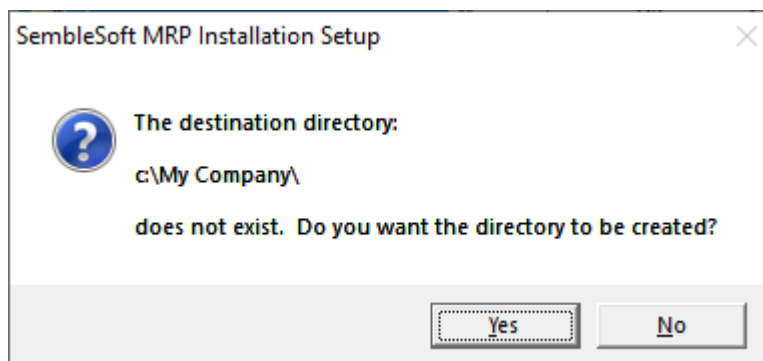 SembleSoft MRP Installation Setup
The destination directory:
c:\My Company\
does not exist.  Do you want the directory to be created?
Yes
No